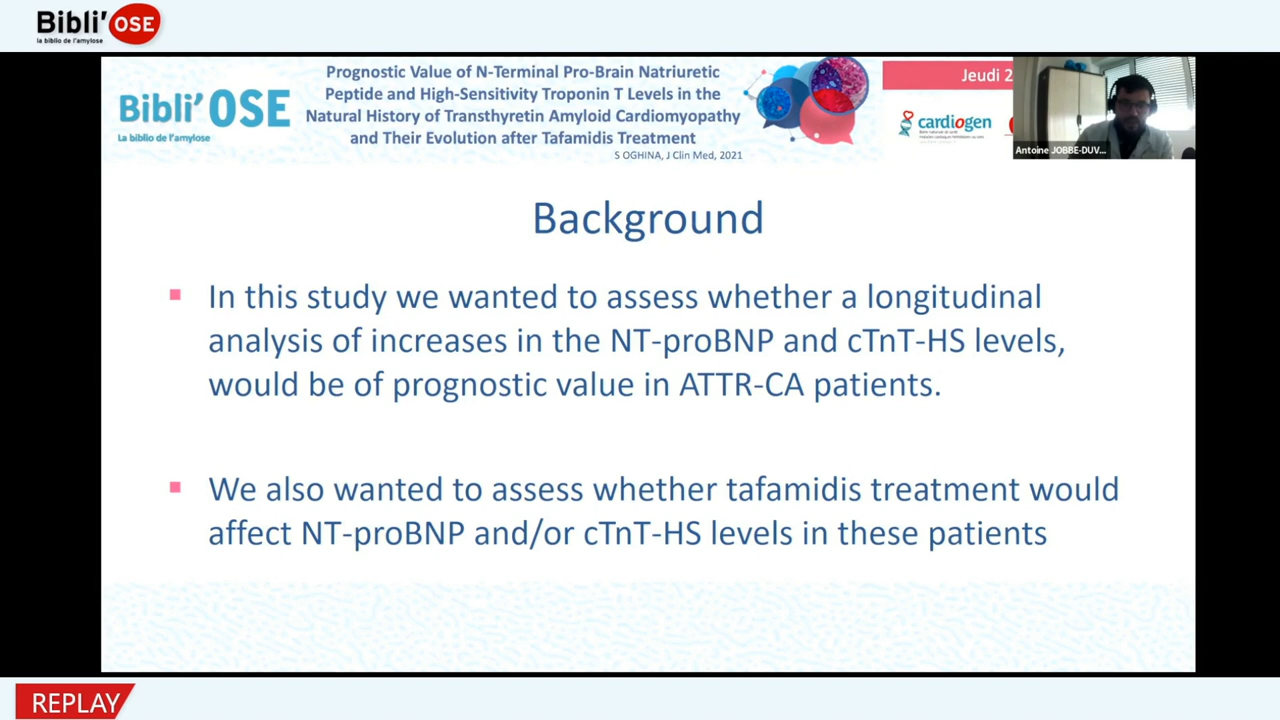 Bibli'OSE
la biblio de l'amylose
Bibli'OSE
La biblio de l'amylose
Prognostic Value of N-Terminal Pro-Brain Natriuretic
Peptide and High-Sensitivity Troponin T Levels in the
Natural History of Transthyretin Amyloid Cardiomyopathy
and Their Evolution after Tafamidis Treatment
S OGHINA, J Clin Med, 2021
Jeudi 2
cardiogen
Antoine JOBBE-DUV...
Background
In this study we wanted to assess whether a longitudinal
analysis of increases in the NT-proBNP and cTnT-HS levels,
would be of prognostic value in ATTR-CA patients.
We also wanted to assess whether tafamidis treatment would
affect NT-proBNP and/or cTnT-HS levels in these patients
REPLAY